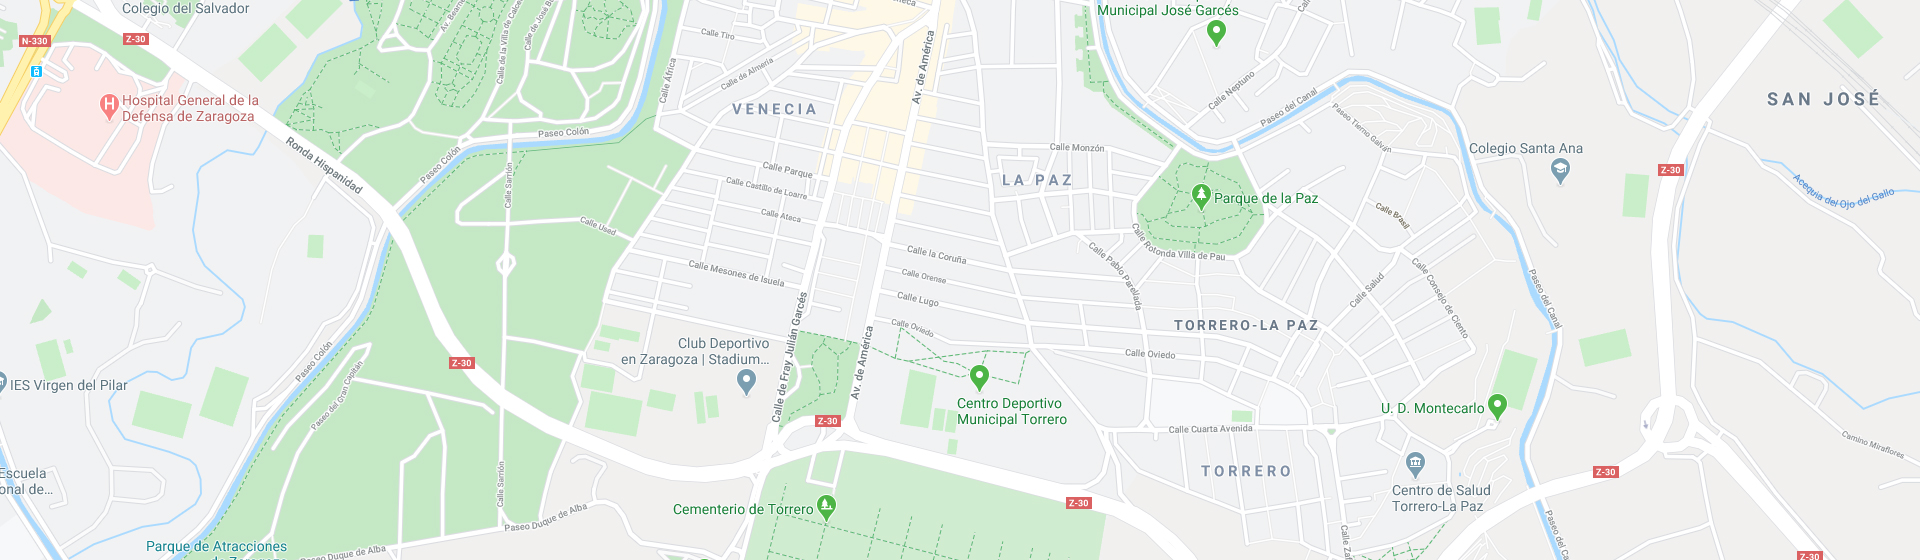 Colegio del Salvador
N-330
Z-30
Hospital General de la
Defensa de Zaragoza
Ronda Hispanidad
Paseo Colón
Paseo Colón
Paseo Colón
Calle de la Villa de
Calle Sarrión
Calle Sarrión
Calle Used
Calle África
Calle Tiro
Calle de Almería
VENECIA
Av. de América
Calle Parque
Calle Castillo de Loarre
Calle Ateca
Calle Mesones de Isuela
Calle de Fray Julián Garcés
Av. de América
Calle la Coruña
Calle Orense
Calle Lugo
Calle Oviedo
Calle Oviedo
Municipal José Garcés
Calle Neptuno
Paseo del Canal
Paseo Tierno Galván
Calle Monzón
LA PAZ
Parque de la Paz
Calle Rotonda Villa de Pau
Calle Pablo Parellada
Calle Brasil
Calle Salud
Calle Consejo de Ciento
Colegio Santa Ana
SAN JOSÉ
Z-30
Acequia del Ojo del Gallo
Paseo del Canal
TORRERO-LA PAZ
Club Deportivo
en Zaragoza | Stadium...
Z-30
IES Virgen del Pilar
Paseo del Gran Capitán
Centro Deportivo
Municipal Torrero
U. D. Montecarlo
Z-30
Calle Cuarta Avenida
TORRERO
Camino Miraflores
Escuela
onal de...
Centro de Salud
Torrero-La Paz
Z-30
Z-30
Cementerio de Torrero
Paseo Duque de Alba
Paseo Duque de Alba
Parque de Atracciones
Z-30